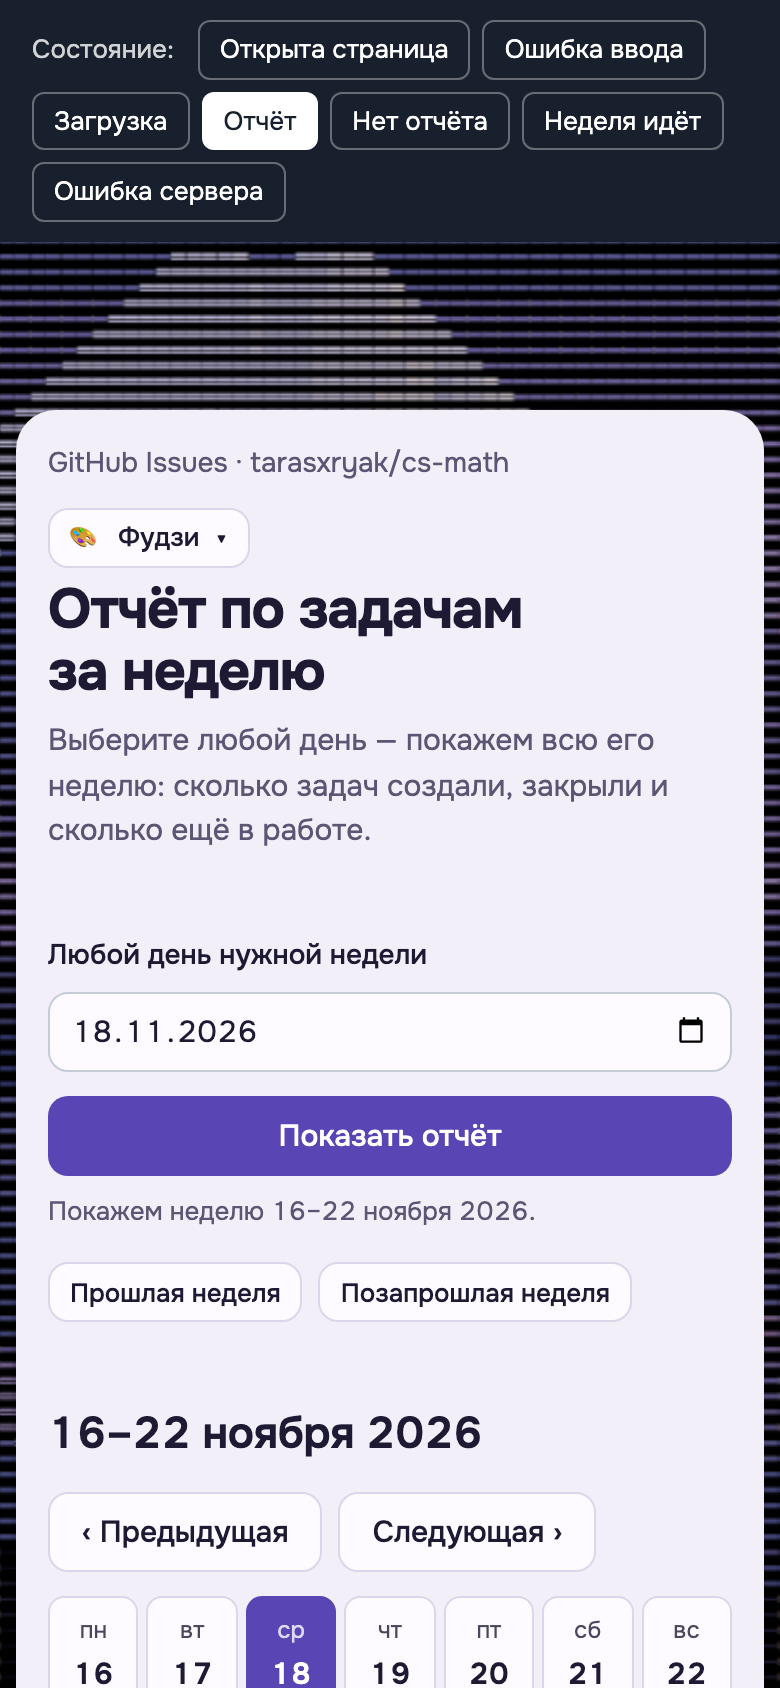 Состояние: Открыта страница Ошибка ввода
Загрузка Отчёт Нет отчёта Неделя идёт
Ошибка сервера
GitHub Issues · tarasxryak/cs-math
Фудзи ▾
Отчёт по задачам
за неделю
Выберите любой день — покажем всю его
неделю: сколько задач создали, закрыли и
сколько ещё в работе.
Любой день нужной недели
18.11.2026
Показать отчёт
Покажем неделю 16–22 ноября 2026.
Прошлая неделя Позапрошлая неделя
16–22 ноября 2026
‹ Предыдущая Следующая ›
пн вт ср чт пт сб вс
16 17 18 19 20 21 22